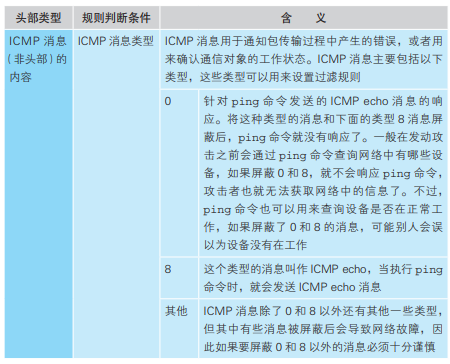 头部类型 规则判断条件 含 义
ICMP 消息 ICMP 消息类型 ICMP 消息用于通知包传输过程中产生的错误，或者用
(非头部)的 来确认通信对象的工作状态。ICMP 消息主要包括以下
内容 类型，这些类型可以用来设置过滤规则
0 针对 ping 命令发送的 ICMP echo 消息的响
应。将这种类型的消息和下面的类型 8 消息屏
蔽后，ping 命令就没有响应了。一般在发动攻
击之前会通过 ping 命令查询网络中有哪些设
备，如果屏蔽 0 和 8，就不会响应 ping 命令，
攻击者也就无法获取网络中的信息了。不过，
ping 命令也可以用来查询设备是否在正常工
作，如果屏蔽了 0 和 8 的消息，可能别人会误
以为设备没有在工作
8 这个类型的消息叫作 ICMP echo，当执行 ping
命令时，就会发送 ICMP echo 消息
其他 ICMP 消息除了 0 和 8 以外还有其他一些类型，
但其中有些消息被屏蔽后会导致网络故障，因
此如果要屏蔽 0 和 8 以外的消息必须十分谨慎